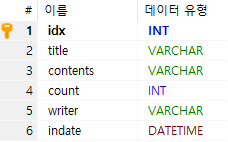 # 이름 데이터 유형
1 idx INT
2 title VARCHAR
3 contents VARCHAR
4 count INT
5 writer VARCHAR
6 indate DATETIME